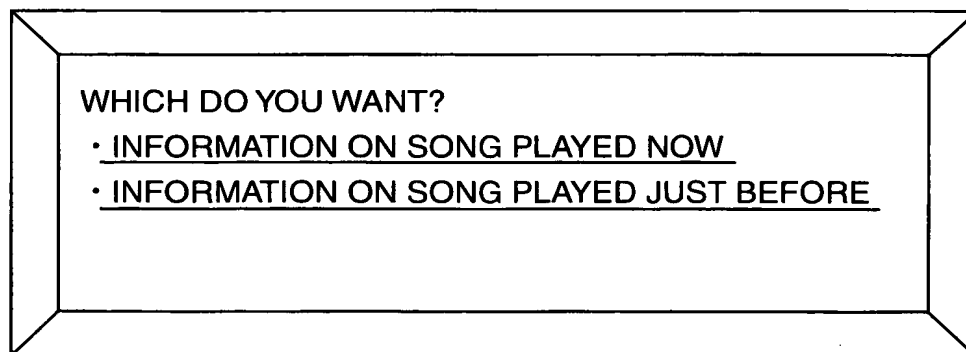 WHICH DO YOU WANT?
· INFORMATION ON SONG PLAYED NOW
· INFORMATION ON SONG PLAYED JUST BEFORE